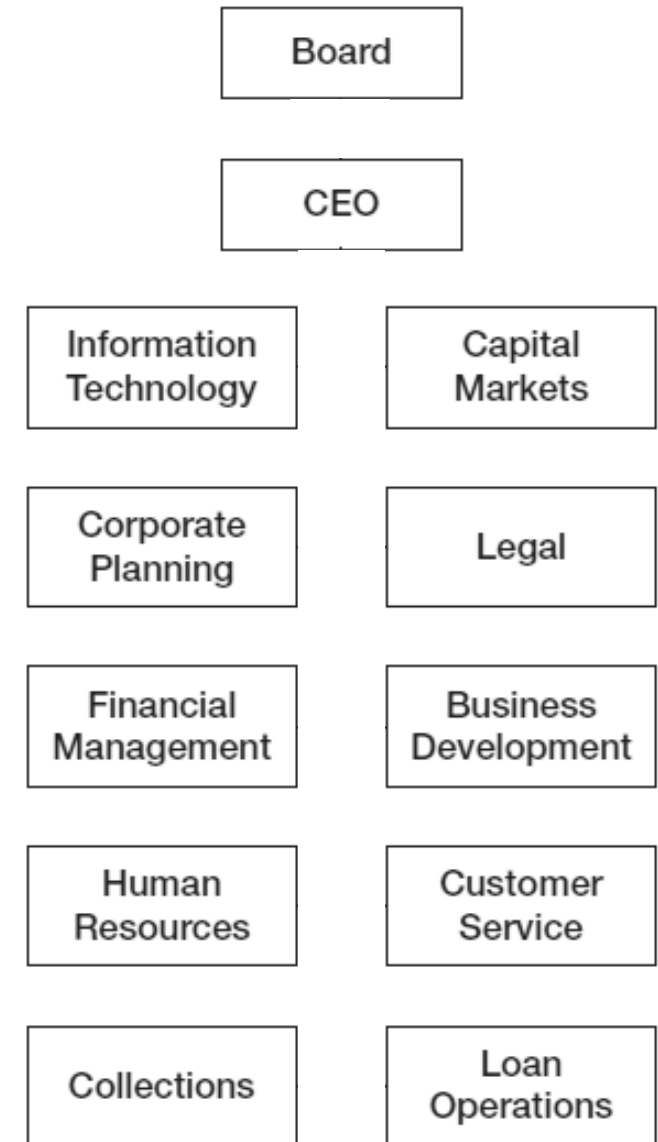 Board
CEO
Information
Technology
Capital
Markets
Corporate
Planning
Legal
Financial
Management
Business
Development
Human
Resources
Customer
Service
Collections
Loan
Operations